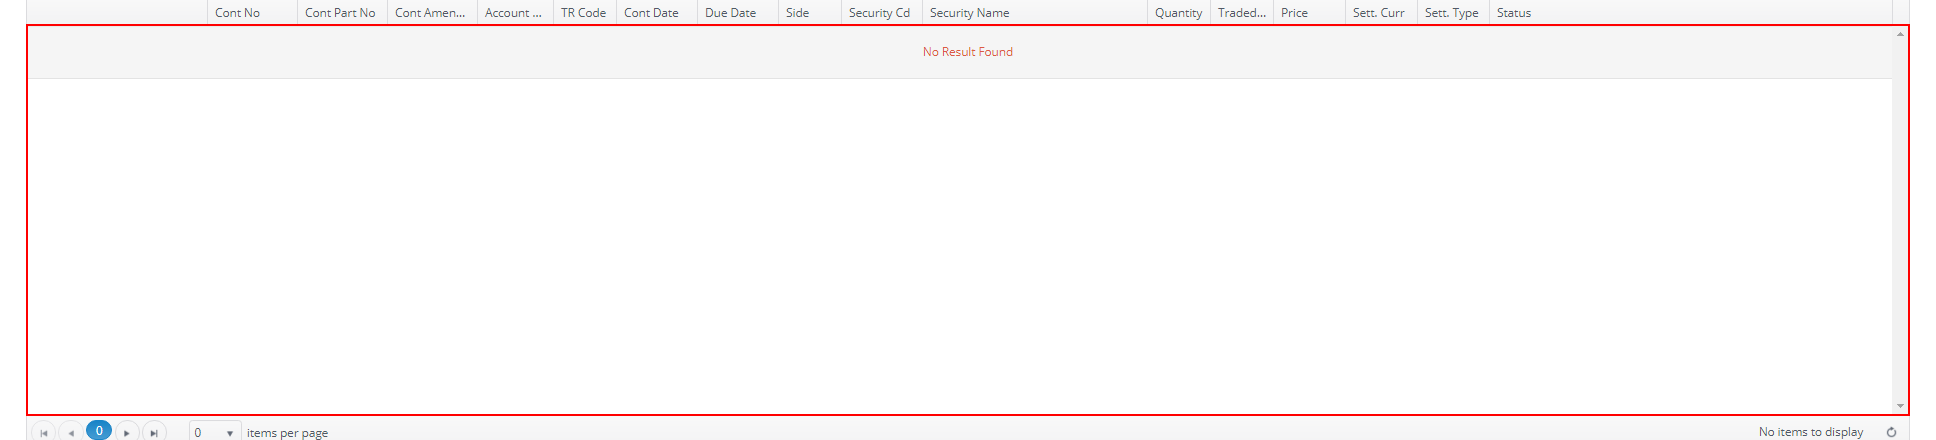 Cont No Cont Part No Cont Amen... Account ... TR Code Cont Date Due Date Side Security Cd Security Name Quantity Traded... Price Sett. Curr Sett. Type Status
No Result Found
0 0 items per page No items to display